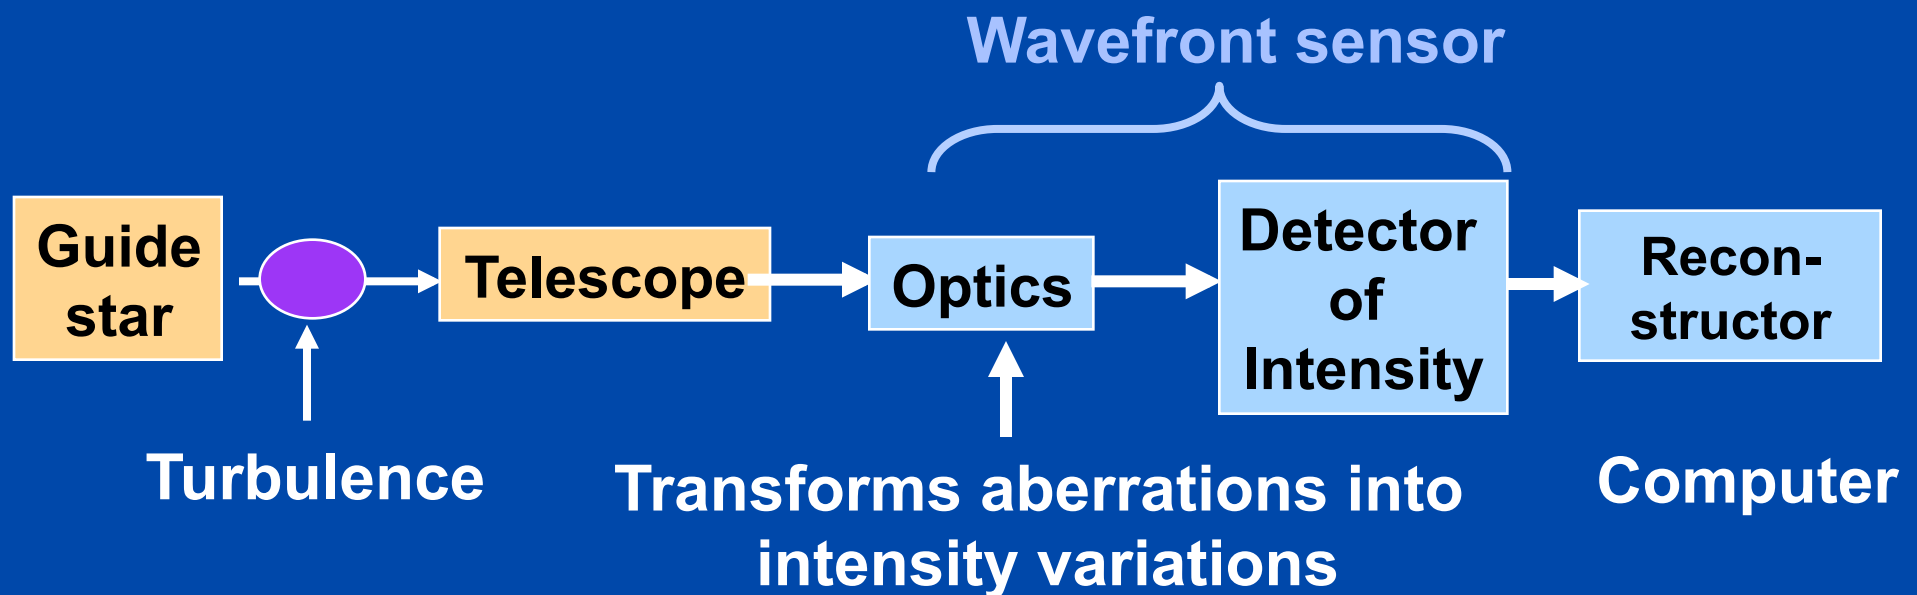 Wavefront sensor
Guide
star
Telescope
Optics
Detector
of
Intensity
Recon-
structor
Turbulence
Transforms aberrations into
intensity variations
Computer